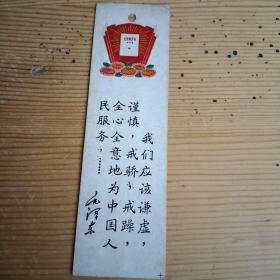 我们应该谦虚，
谨慎，戒骄，戒躁，
全心全意地为中国人
民服务，……
毛泽东